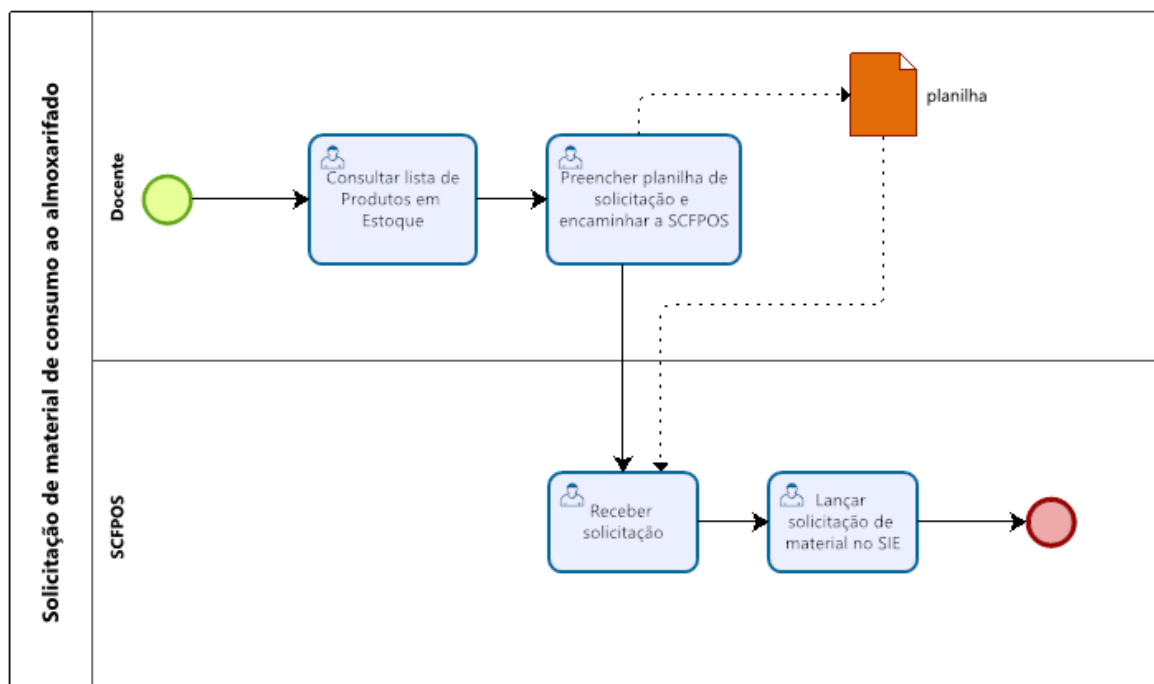 Solicitação de material de consumo ao almoxarifado
Docente
Consultar lista de
Produtos em
Estoque
Preencher planilha de
solicitação e
encaminhar a SCFPOS
planilha
SCFPOS
Receber
solicitação
Lançar
solicitação de
material no SIE